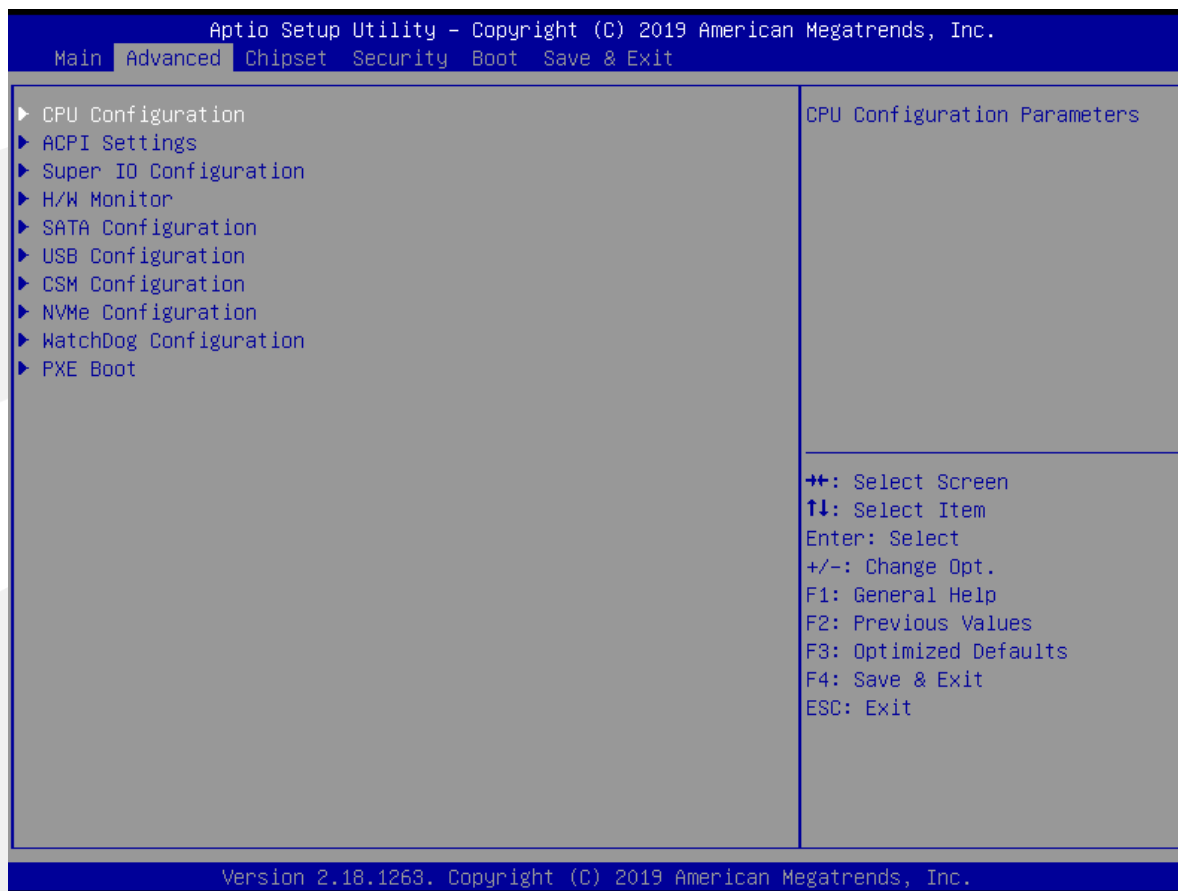 Aptio Setup Utility – Copyright (C) 2019 American Megatrends, Inc.
Main Advanced Chipset Security Boot Save & Exit
▶ CPU Configuration
▶ ACPI Settings
▶ Super IO Configuration
▶ H/W Monitor
▶ SATA Configuration
▶ USB Configuration
▶ CSM Configuration
▶ NVMe Configuration
▶ WatchDog Configuration
▶ PXE Boot
CPU Configuration Parameters
→←: Select Screen
↑↓: Select Item
Enter: Select
+/-: Change Opt.
F1: General Help
F2: Previous Values
F3: Optimized Defaults
F4: Save & Exit
ESC: Exit
Version 2.18.1263. Copyright (C) 2019 American Megatrends, Inc.